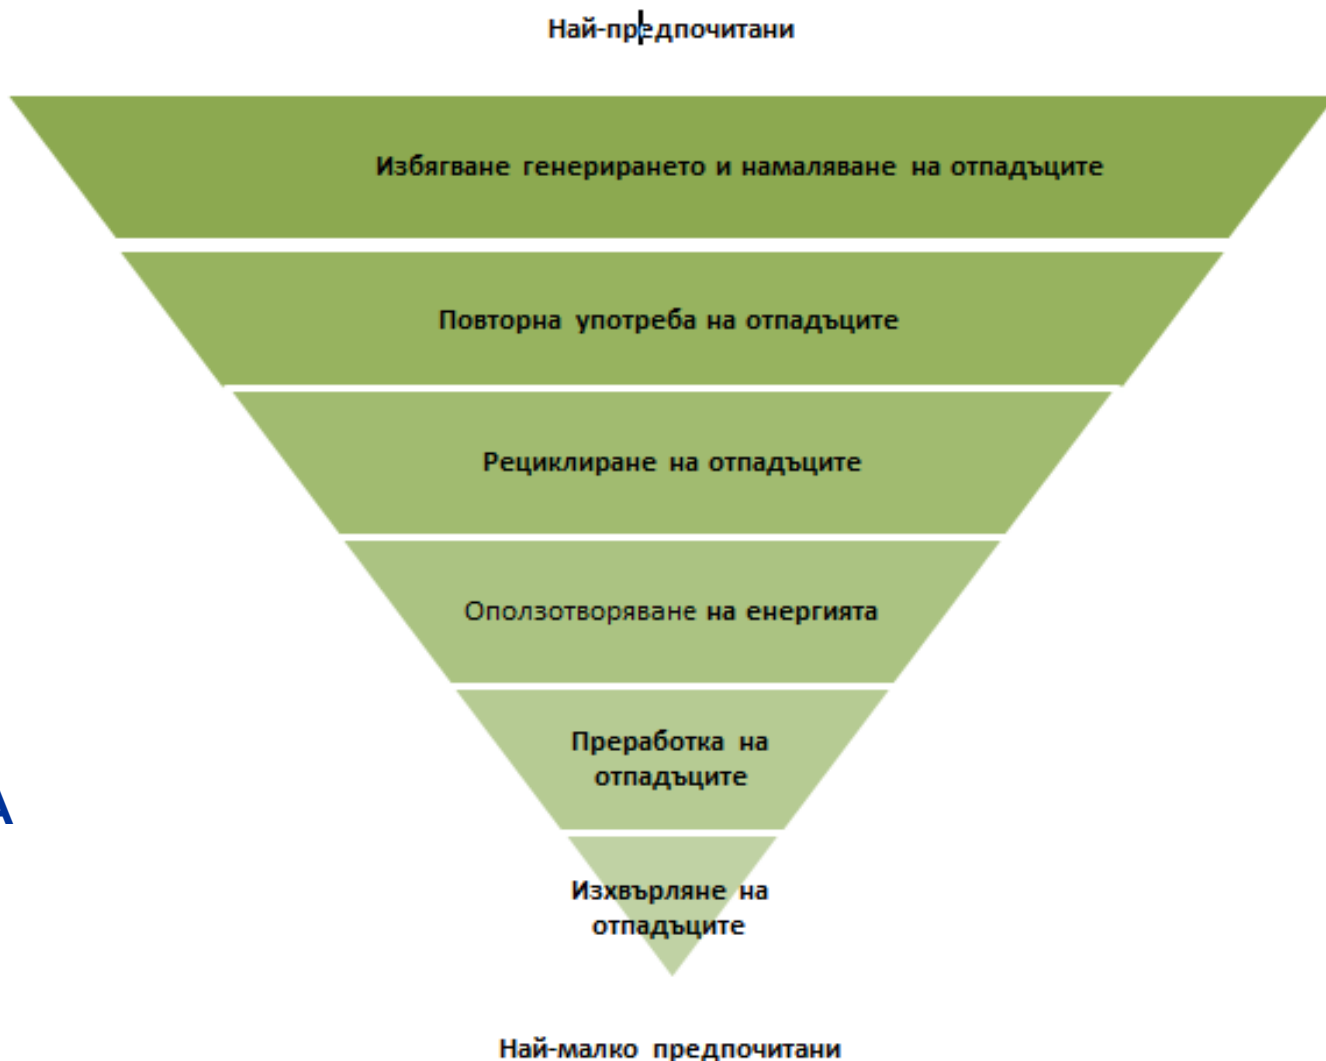 Най-предпочитани
Избягване генерирането и намаляване на отпадъците
Повторна употреба на отпадъците
Рециклиране на отпадъците
Оползотворяване на енергията
Преработка на
отпадъците
А
Изхвърляне на
отпадъците
Най-малко предпочитани